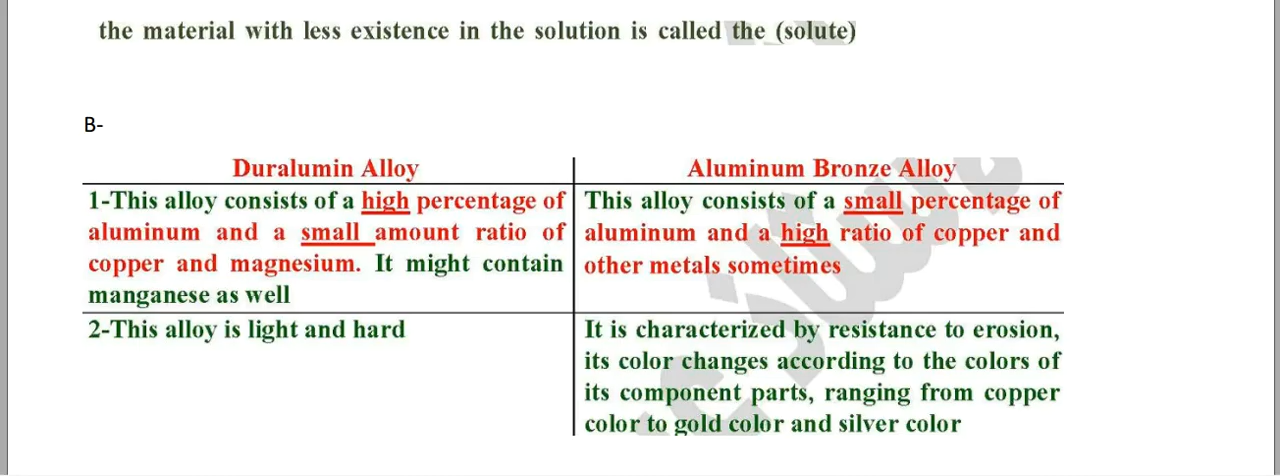 the material with less existence in the solution is called the (solute)
B-
Duralumin Alloy
Aluminum Bronze Alloy
1-This alloy consists of a high percentage of
aluminum and a small amount ratio of
copper and magnesium. It might contain
manganese as well
This alloy consists of a small percentage of
aluminum and a high ratio of copper and
other metals sometimes
2-This alloy is light and hard
It is characterized by resistance to erosion,
its color changes according to the colors of
its component parts, ranging from copper
color to gold color and silver color